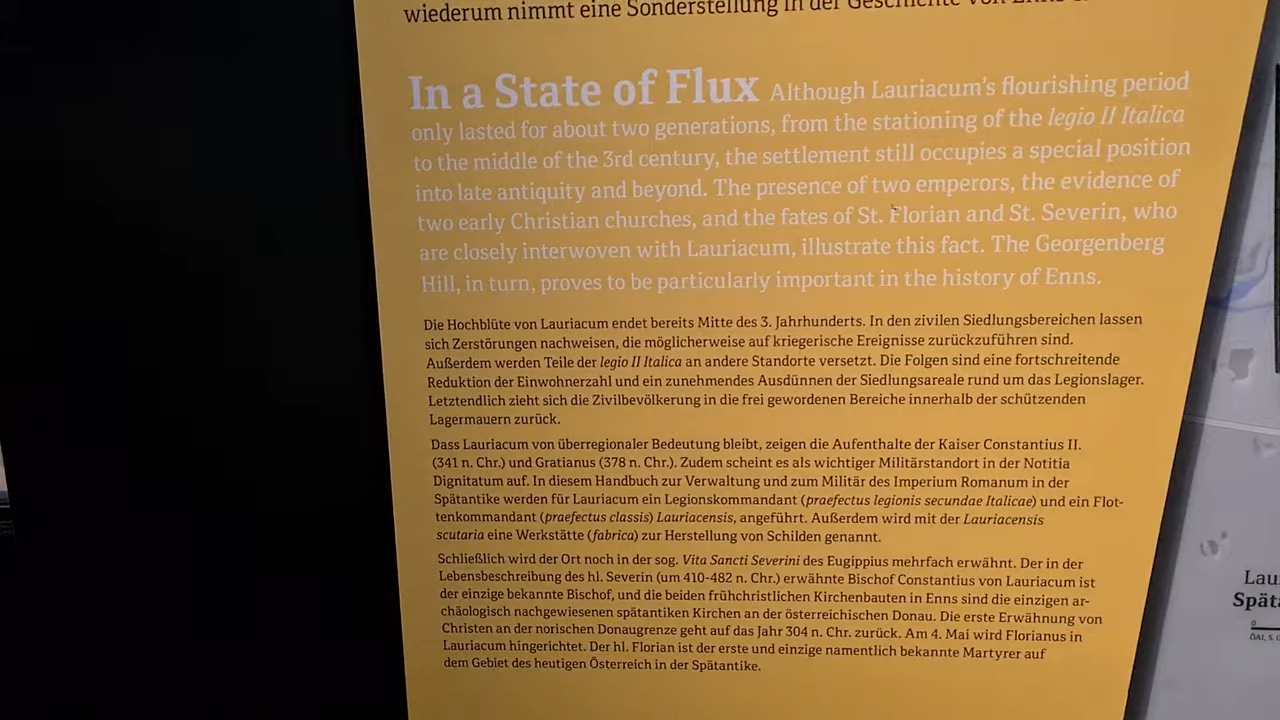 wiederum nimmt eine Sonderstellung in der Geschichte von Enns
In a State of Flux Although Lauriacum's flourishing period
only lasted for about two generations, from the stationing of the legio II Italica
to the middle of the 3rd century, the settlement still occupies a special position
into late antiquity and beyond. The presence of two emperors, the evidence of
two early Christian churches, and the fates of St. Florian and St. Severin, who
are closely interwoven with Lauriacum, illustrate this fact. The Georgenberg
Hill, in turn, proves to be particularly important in the history of Enns.
Die Hochblüte von Lauriacum endet bereits Mitte des 3. Jahrhunderts. In den zivilen Siedlungsbereichen lassen
sich Zerstörungen nachweisen, die möglicherweise auf kriegerische Ereignisse zurückzuführen sind.
Außerdem werden Teile der legio II Italica an andere Standorte versetzt. Die Folgen sind eine fortschreitende
Reduktion der Einwohnerzahl und ein zunehmendes Ausdünnen der Siedlungsareale rund um das Legionslager.
Letztendlich zieht sich die Zivilbevölkerung in die frei gewordenen Bereiche innerhalb der schützenden
Lagermauern zurück.
Dass Lauriacum von überregionaler Bedeutung bleibt, zeigen die Aufenthalte der Kaiser Constantius II.
(341 n. Chr.) und Gratianus (378 n. Chr.). Zudem scheint es als wichtiger Militärstandort in der Notitia
Dignitatum auf. In diesem Handbuch zur Verwaltung und zum Militär des Imperium Romanum in der
Spätantike werden für Lauriacum ein Legionskommandant (praefectus legionis secundae Italicae) und ein Flot-
tenkommandant (praefectus classis) Lauriacensis, angeführt. Außerdem wird mit der Lauriacensis
scutaria eine Werkstätte (fabrica) zur Herstellung von Schilden genannt.
Schließlich wird der Ort noch in der sog. Vita Sancti Severini des Eugippius mehrfach erwähnt. Der in der
Lebensbeschreibung des hl. Severin (um 410-482 n. Chr.) erwähnte Bischof Constantius von Lauriacum ist
der einzige bekannte Bischof, und die beiden frühchristlichen Kirchenbauten in Enns sind die einzigen ar-
chäologisch nachgewiesenen spätantiken Kirchen an der österreichischen Donau. Die erste Erwähnung von
Christen an der norischen Donaugrenze geht auf das Jahr 304 n. Chr. zurück. Am 4. Mai wird Florianus in
Lauriacum hingerichtet. Der hl. Florian ist der erste und einzige namentlich bekannte Martyrer auf
dem Gebiet des heutigen Österreich in der Spätantike.
Lau
Spät
0
ÖAI, S.